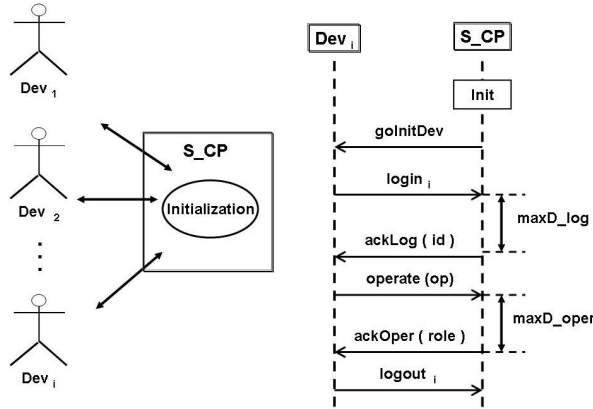 Dev 1
Dev 2
Dev i
S_CP
Initialization
Dev i
S_CP
Init
goInitDev
login i
maxD_log
ackLog ( id )
operate (op)
maxD_oper
ackOper ( role )
logout i